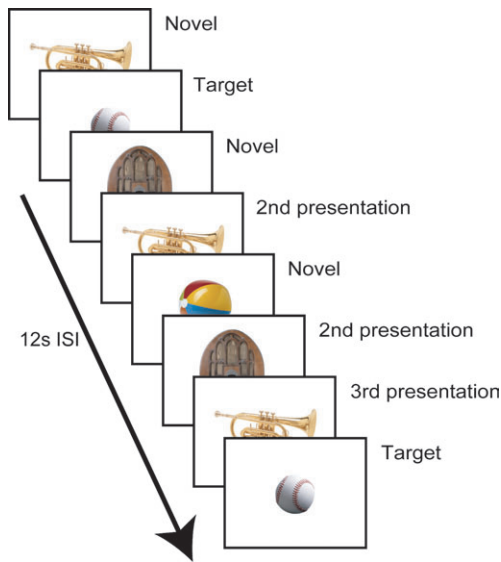 Novel
Target
Novel
2nd presentation
Novel
12s ISI
2nd presentation
3rd presentation
Target